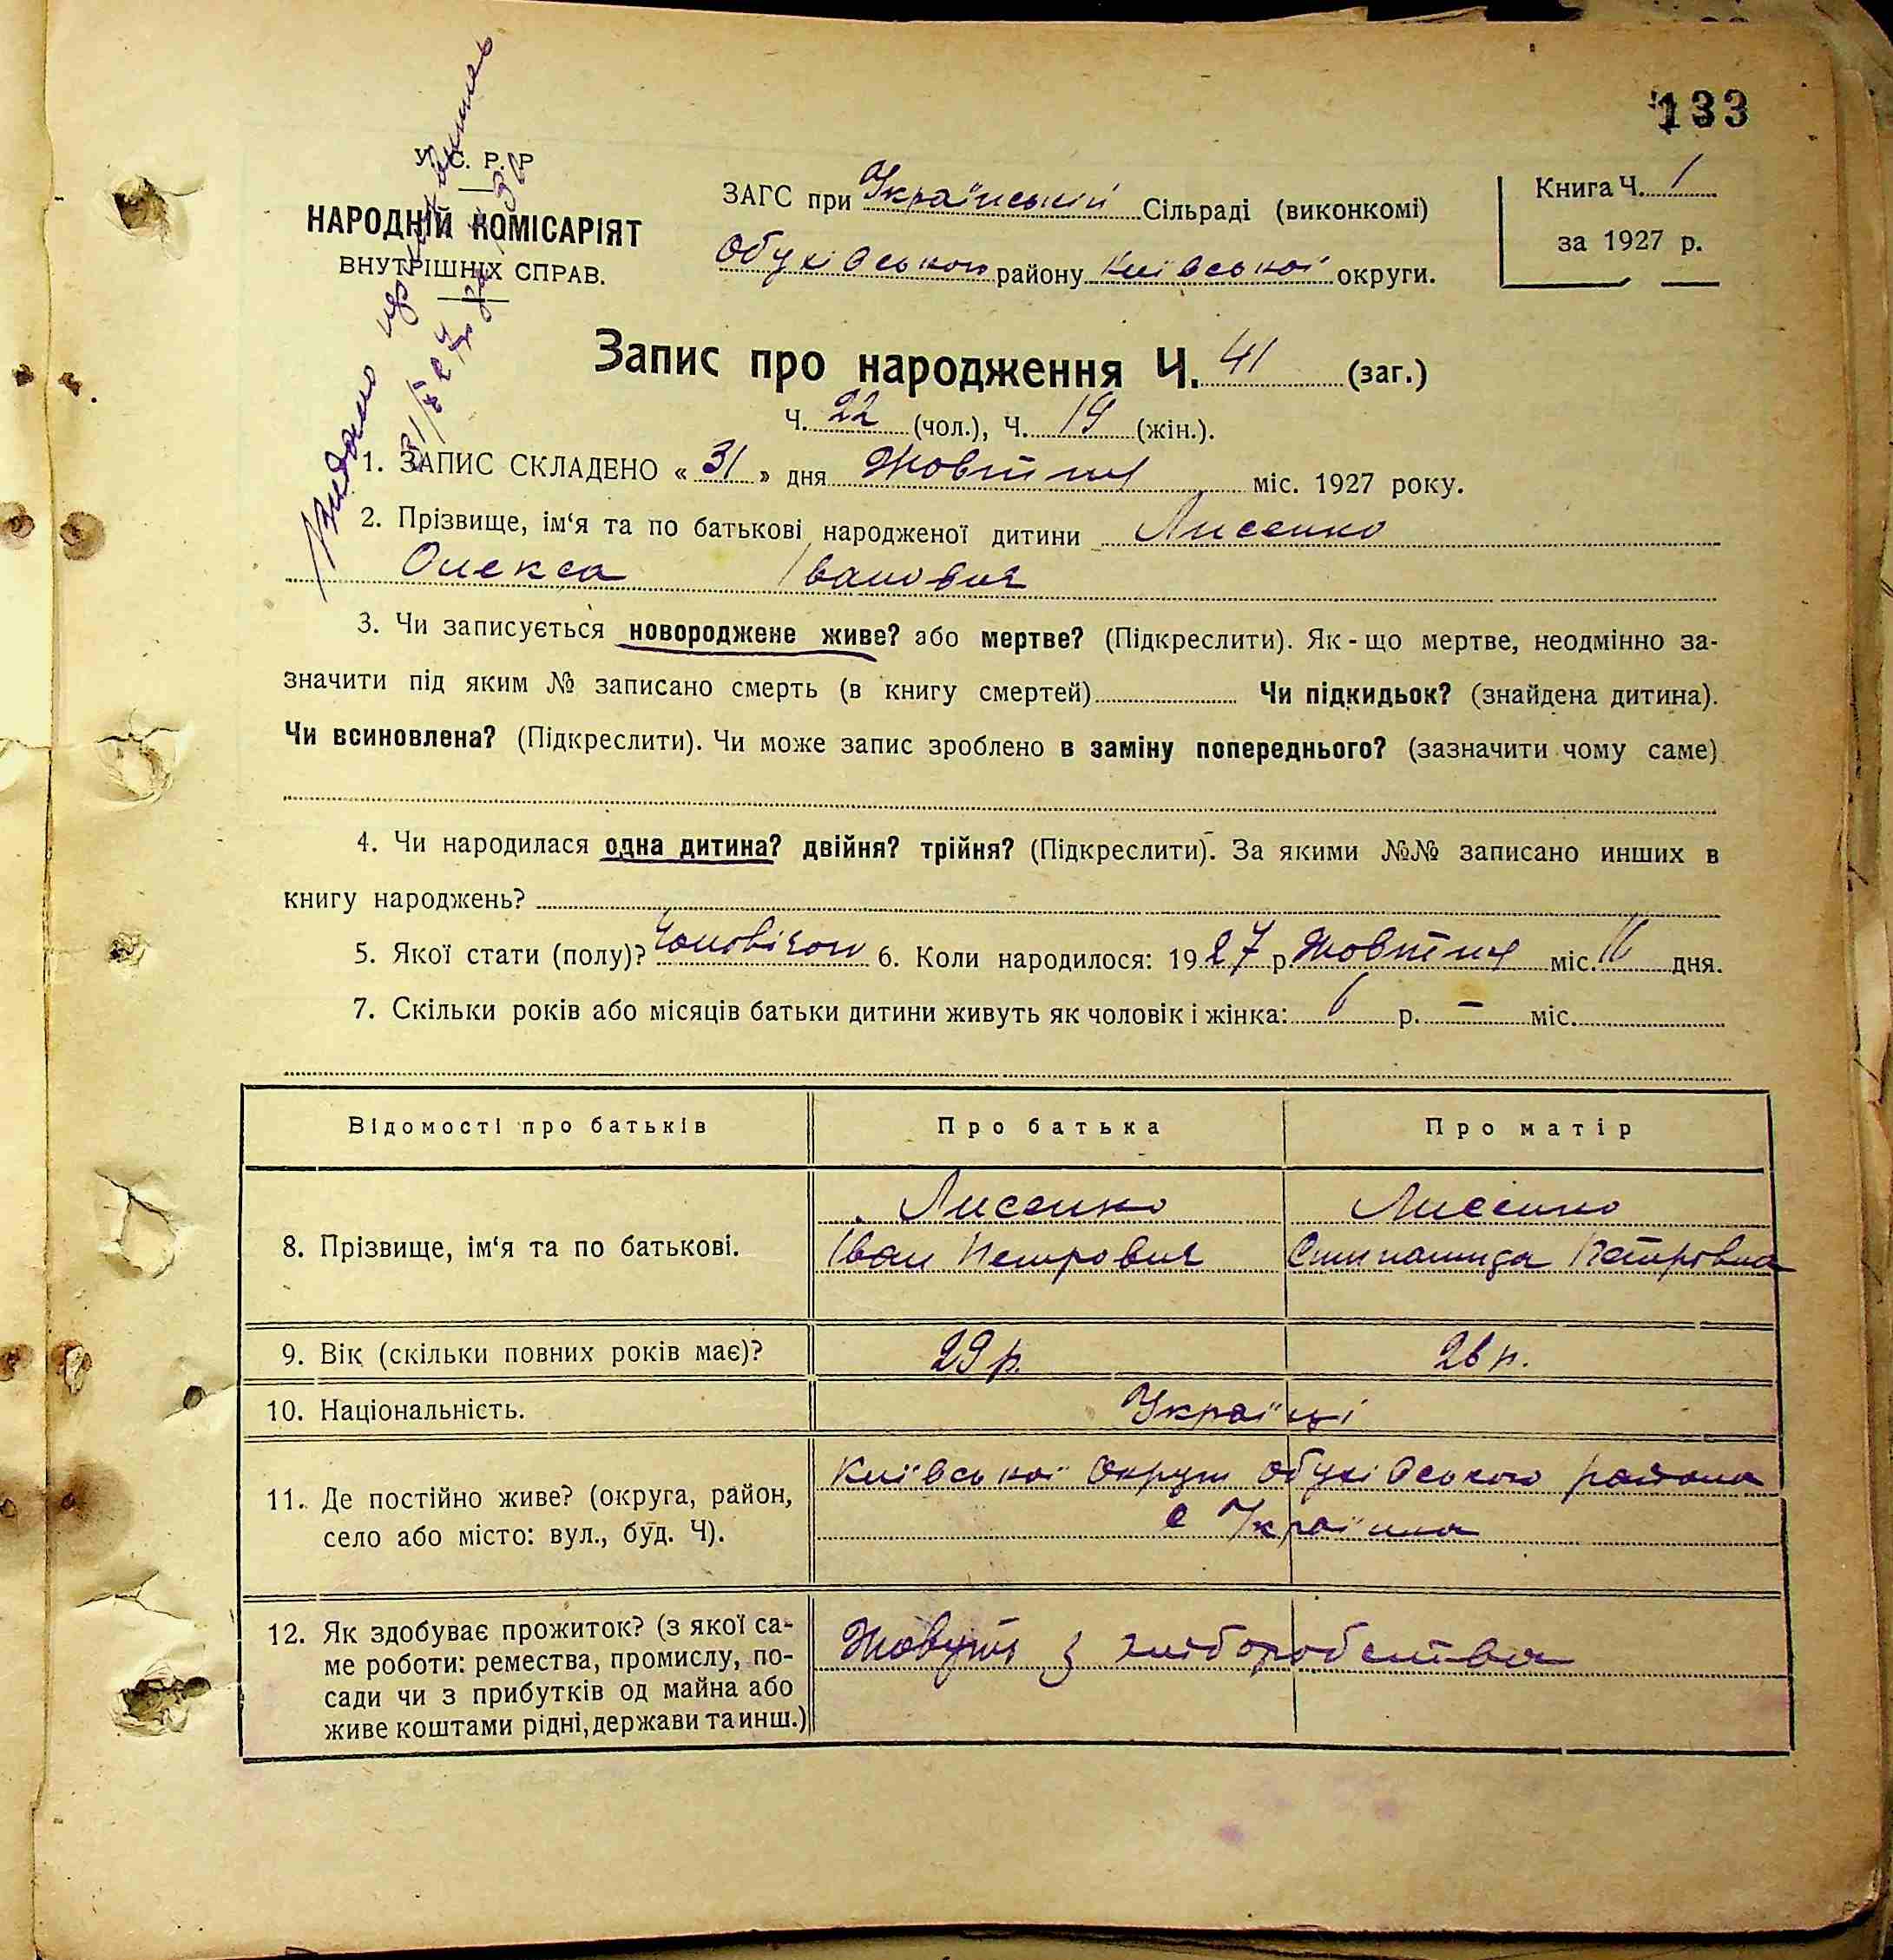 133
У. С. Р. Р
НАРОДНІЙ КОМІСАРІЯТ
ВНУТРІШНІХ СПРАВ.
ЗАГС при Українській Сільраді (виконкомі)
Обухівського району Київської округи.
Книга Ч. 1
за 1927 р.
Видано
31/
Запис про народження Ч. 41 (заг.)
Ч. 22 (чол.), Ч. 19 (жін.).
1. ЗАПИС СКЛАДЕНО « 31 » дня Жовтня міс. 1927 року.
2. Прізвище, ім‘я та по батькові народженої дитини Лисенко
Олекса Іванович
3. Чи записується новороджене живе? або мертве? (Підкреслити). Як-що мертве, неодмінно за-
значити під яким № записано смерть (в книгу смертей) Чи підкидьок? (знайдена дитина).
Чи всиновлена? (Підкреслити). Чи може запис зроблено в заміну попереднього? (зазначити чому саме)
4. Чи народилася одна дитина? двійня? трійня? (Підкреслити). За якими №№ записано инших в
книгу народжень?
5. Якої стати (полу)? 6. Коли народилося: 1927 р. Жовтня міс. 16 дня.
7. Скільки років або місяців батьки дитини живуть як чоловік і жінка: 6 р. – міс.
Відомості про батьків Про батька Про матір
8. Прізвище, ім‘я та по батькові.
Лисенко
Іван Петрович
Лисенко
Петрівна
9. Вік (скільки повних років має)? 29 р. 26 р.
10. Національність. Українці
11. Де постійно живе? (округа, район,
село або місто: вул., буд. Ч).
Київської округи Обухівського района
с Українка
12. Як здобуває прожиток? (з якої са-
ме роботи: ремества, промислу, по-
сади чи з прибутків од майна або
живе коштами рідні, держави та инш.)
Живуть з хліборобства